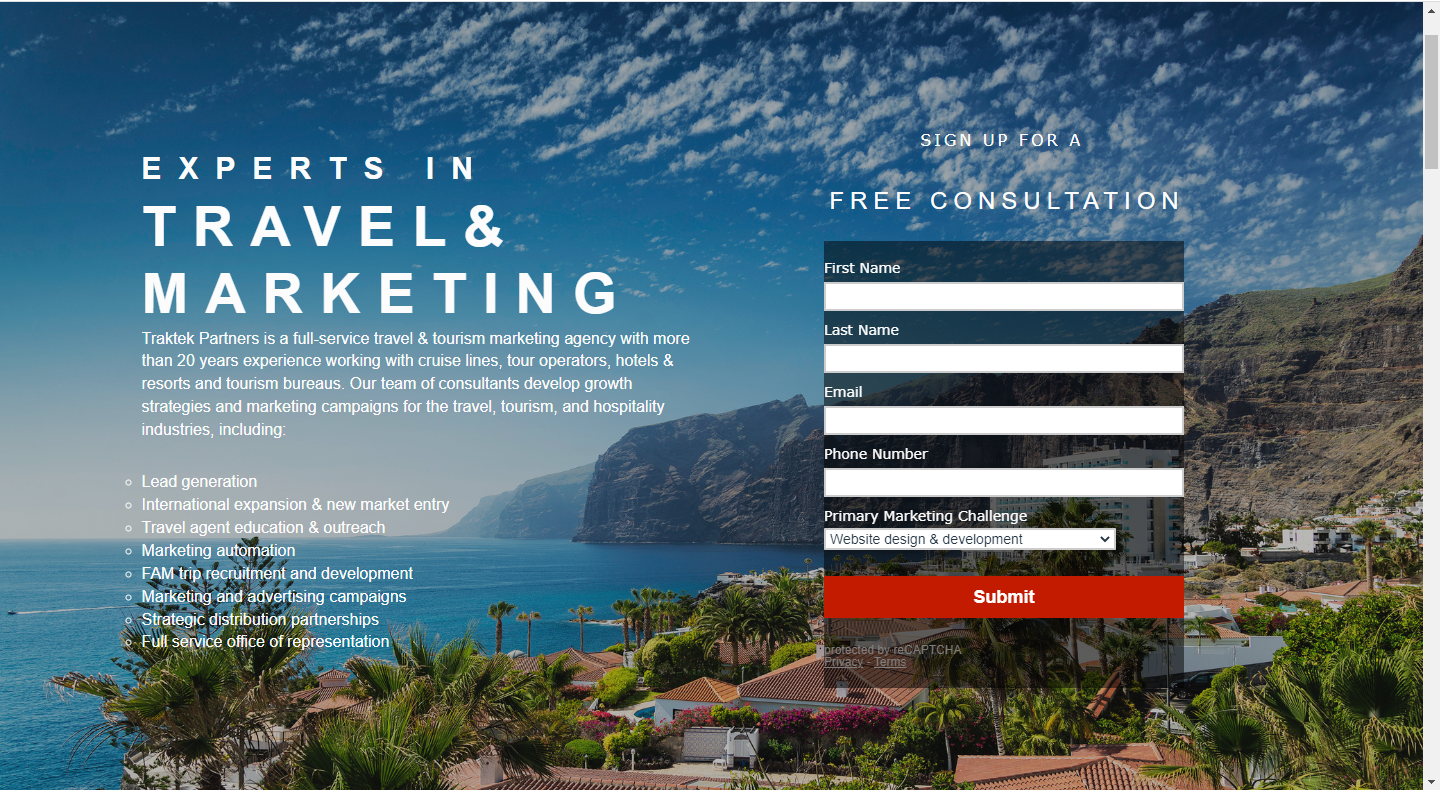 EXPERTS IN
TRAVEL&
MARKETING
Traktek Partners is a full-service travel & tourism marketing agency with more
than 20 years experience working with cruise lines, tour operators, hotels &
resorts and tourism bureaus. Our team of consultants develop growth
strategies and marketing campaigns for the travel, tourism, and hospitality
industries, including:
Lead generation
International expansion & new market entry
Travel agent education & outreach
Marketing automation
FAM trip recruitment and development
Marketing and advertising campaigns
Strategic distribution partnerships
Full service office of representation
SIGN UP FOR A
FREE CONSULTATION
First Name
Last Name
Email
Phone Number
Primary Marketing Challenge
Website design & development
Submit
protected by reCAPTCHA
Privacy - Terms